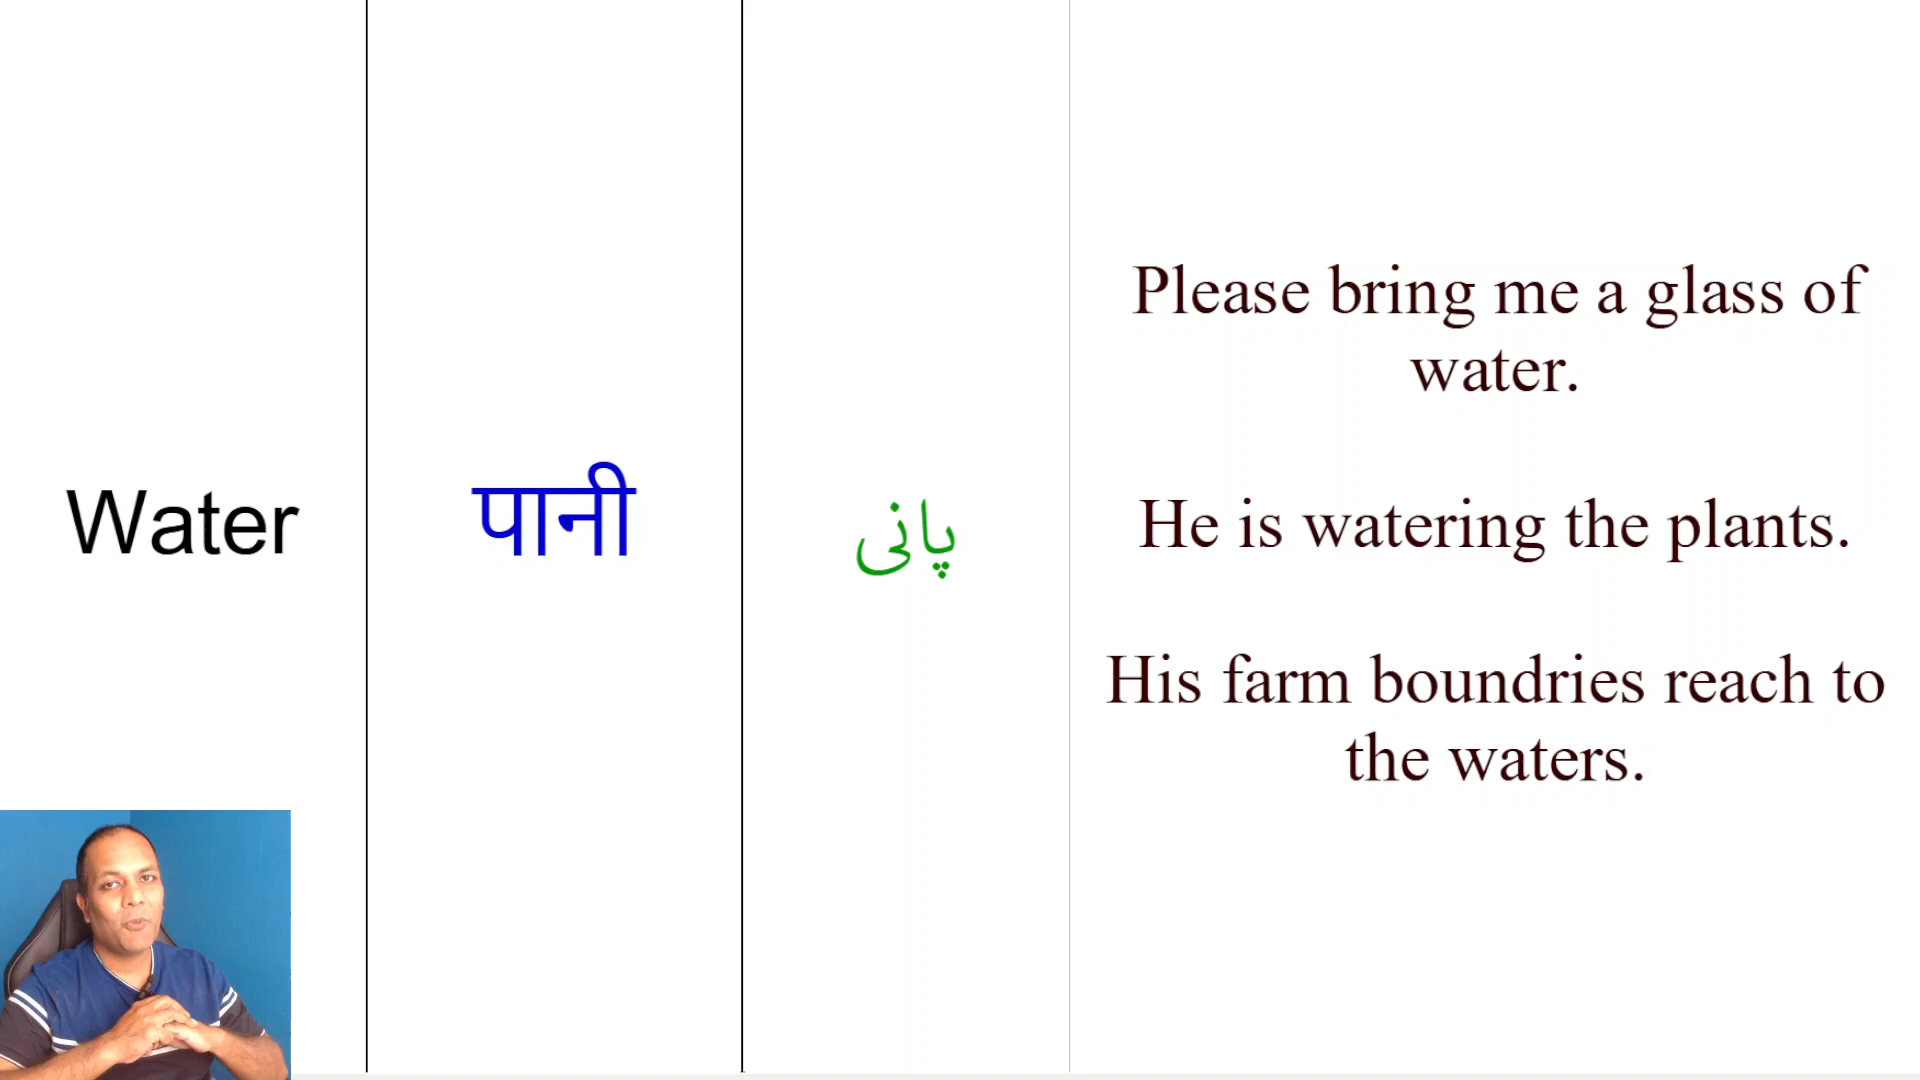 Water
पानी
پانی
Please bring me a glass of
water.
He is watering the plants.
His farm boundries reach to
the waters.